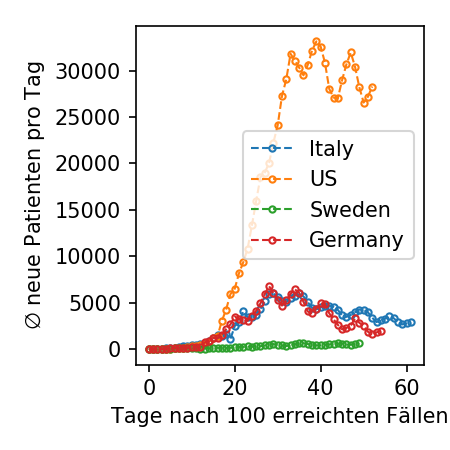 ∅ neue Patienten pro Tag
30000
25000
20000
15000
10000
5000
0
Italy
US
Sweden
Germany
0 20 40 60
Tage nach 100 erreichten Fällen